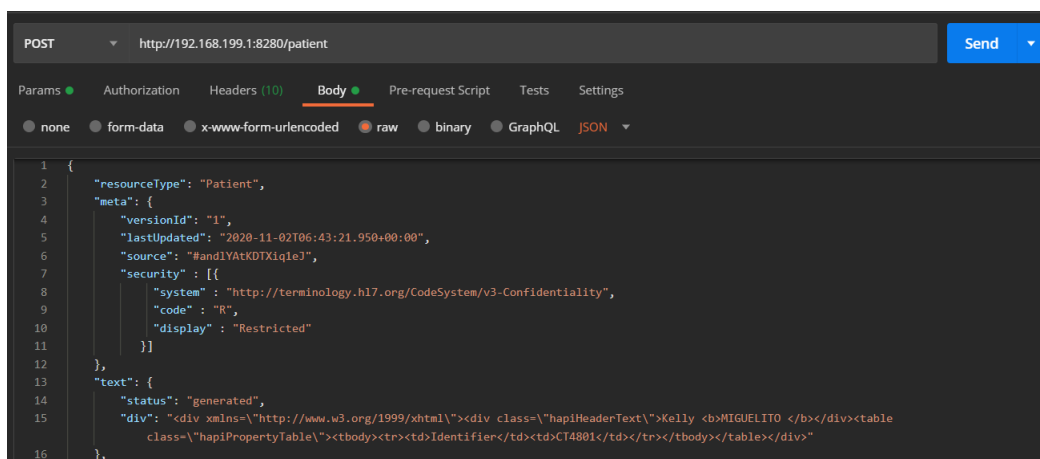 POST http://192.168.199.1:8280/patient Send
Params Authorization Headers (10) Body Pre-request Script Tests Settings
none form-data x-www-form-urlencoded raw binary GraphQL JSON
1 {
2 "resourceType": "Patient",
3 "meta": {
4 "versionId": "1",
5 "lastUpdated": "2020-11-02T06:43:21.950+00:00",
6 "source": "#and1YAtKDTXiq1eJ",
7 "security" : [{
8 "system" : "http://terminology.hl7.org/CodeSystem/v3-Confidentiality",
9 "code" : "R",
10 "display" : "Restricted"
11 }]
12 },
13 "text": {
14 "status": "generated",
15 "div": "<div xmlns=\"http://www.w3.org/1999/xhtml\"><div class=\"hapiHeaderText\">Kelly <b>MIGUELITO </b></div><table
class=\"hapiPropertyTable\"><tbody><tr><td>Identifier</td><td>CT4801</td></tr></tbody></table></div>"
16 },